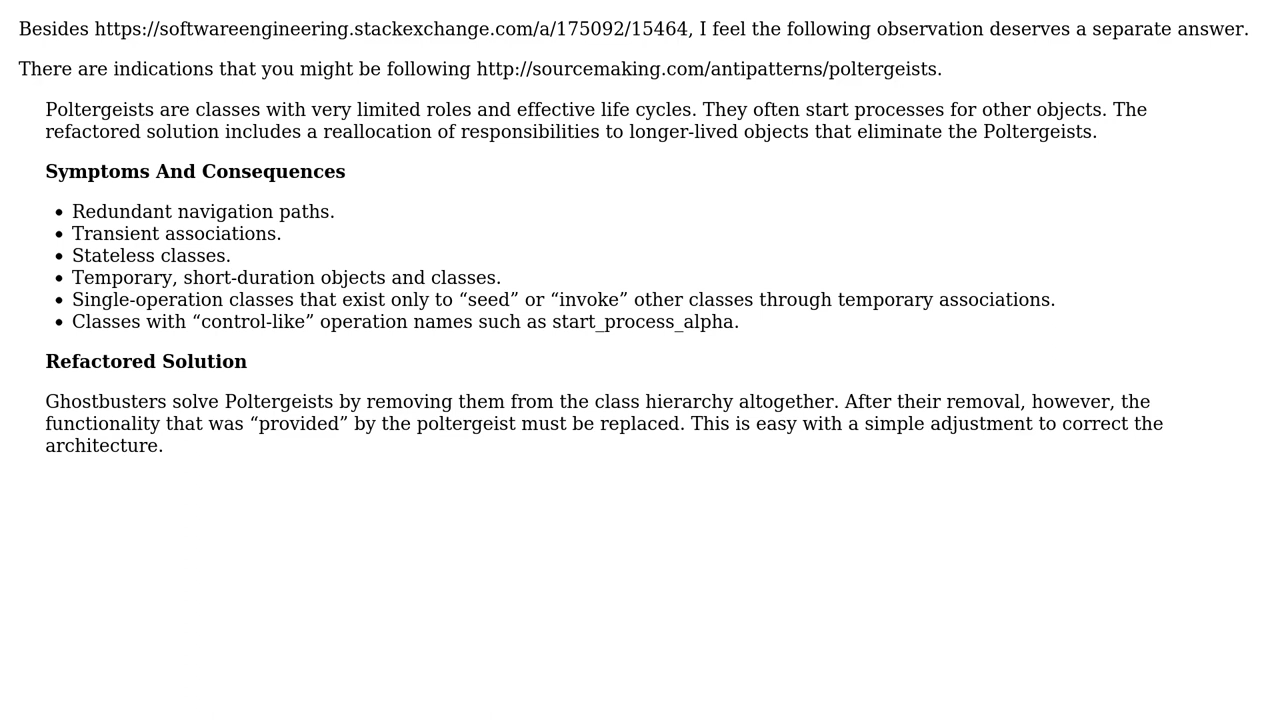 Besides https://softwareengineering.stackexchange.com/a/175092/15464, I feel the following observation deserves a separate answer.
There are indications that you might be following http://sourcemaking.com/antipatterns/poltergeists.
Poltergeists are classes with very limited roles and effective life cycles. They often start processes for other objects. The
refactored solution includes a reallocation of responsibilities to longer-lived objects that eliminate the Poltergeists.
Symptoms And Consequences
• Redundant navigation paths.
• Transient associations.
• Stateless classes.
• Temporary, short-duration objects and classes.
• Single-operation classes that exist only to “seed” or “invoke” other classes through temporary associations.
• Classes with “control-like” operation names such as start_process_alpha.
Refactored Solution
Ghostbusters solve Poltergeists by removing them from the class hierarchy altogether. After their removal, however, the
functionality that was “provided” by the poltergeist must be replaced. This is easy with a simple adjustment to correct the
architecture.